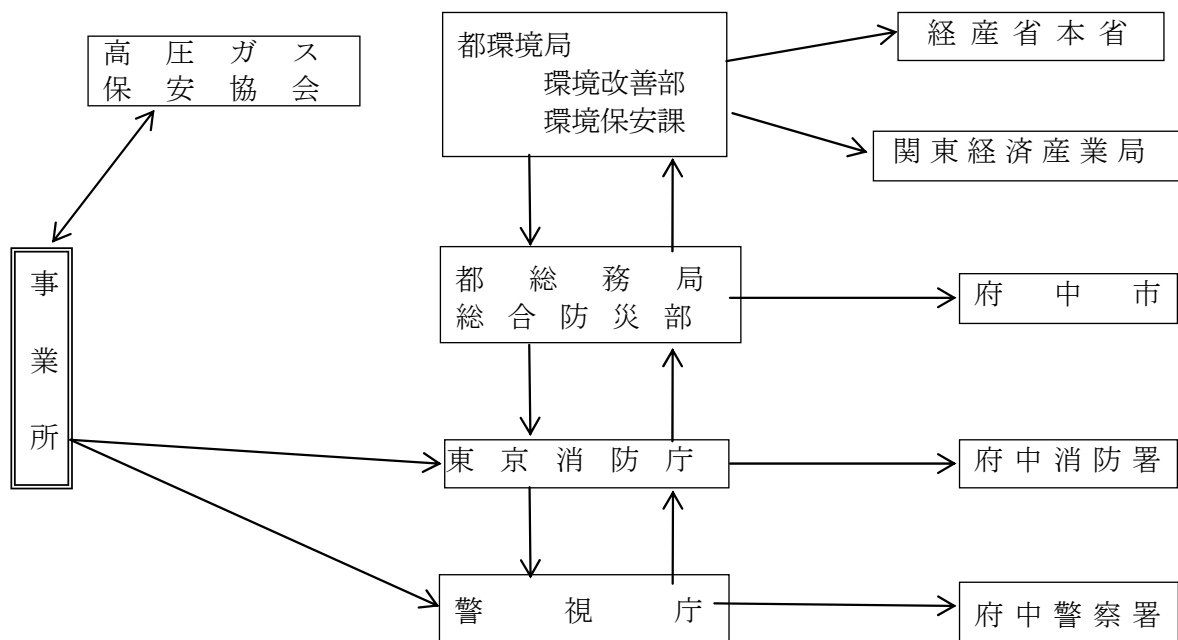 高圧ガス
保安協会
都環境局
環境改善部
環境保安課
経産省本省
関東経済産業局
事業所
都総務局
総合防災部
府中市
東京消防庁
府中消防署
警視庁
府中警察署